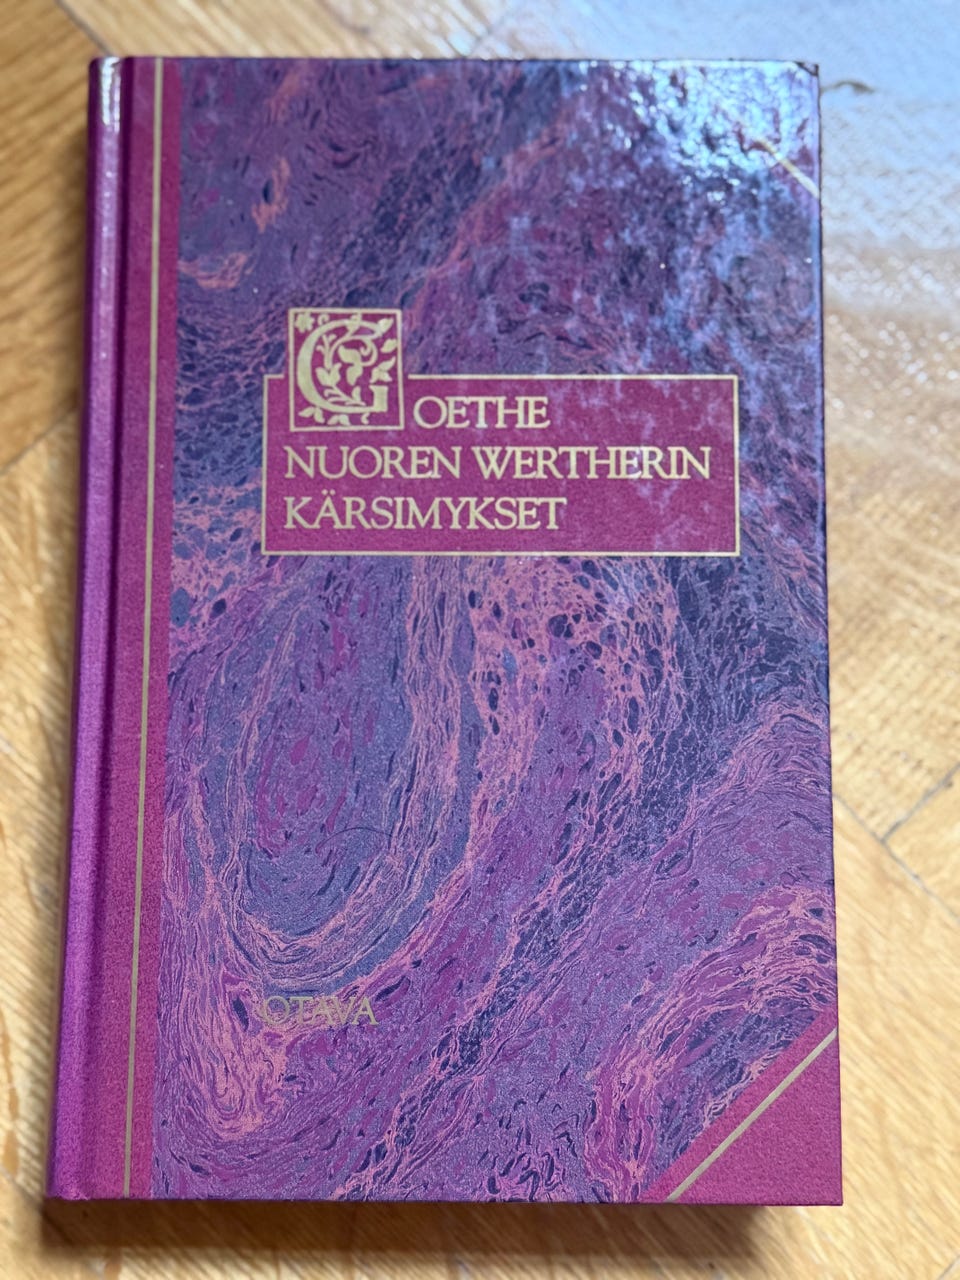 GOETHE
NUOREN WERTHERIN
KÄRSIMYKSET
OTAVA